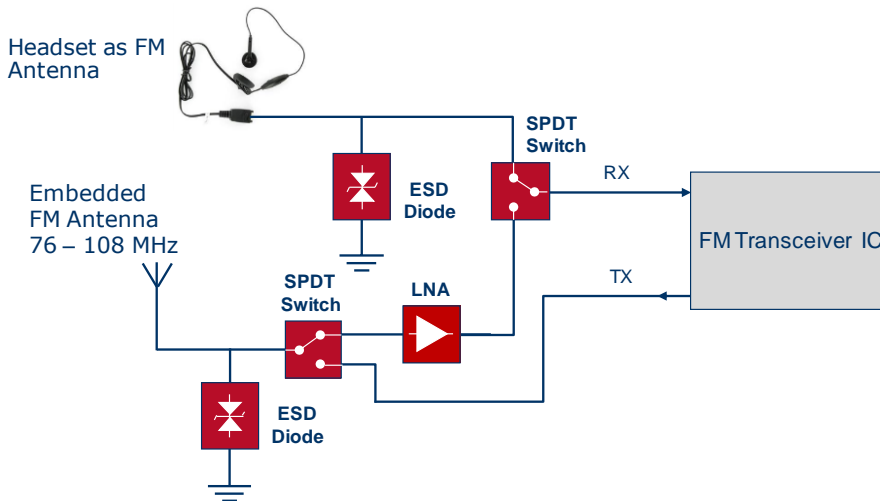 Headset as FM
Antenna
SPDT
Switch
RX
ESD
Diode
Embedded
FM Antenna
76 – 108 MHz
FM Transceiver IC
SPDT
Switch
LNA
TX
ESD
Diode